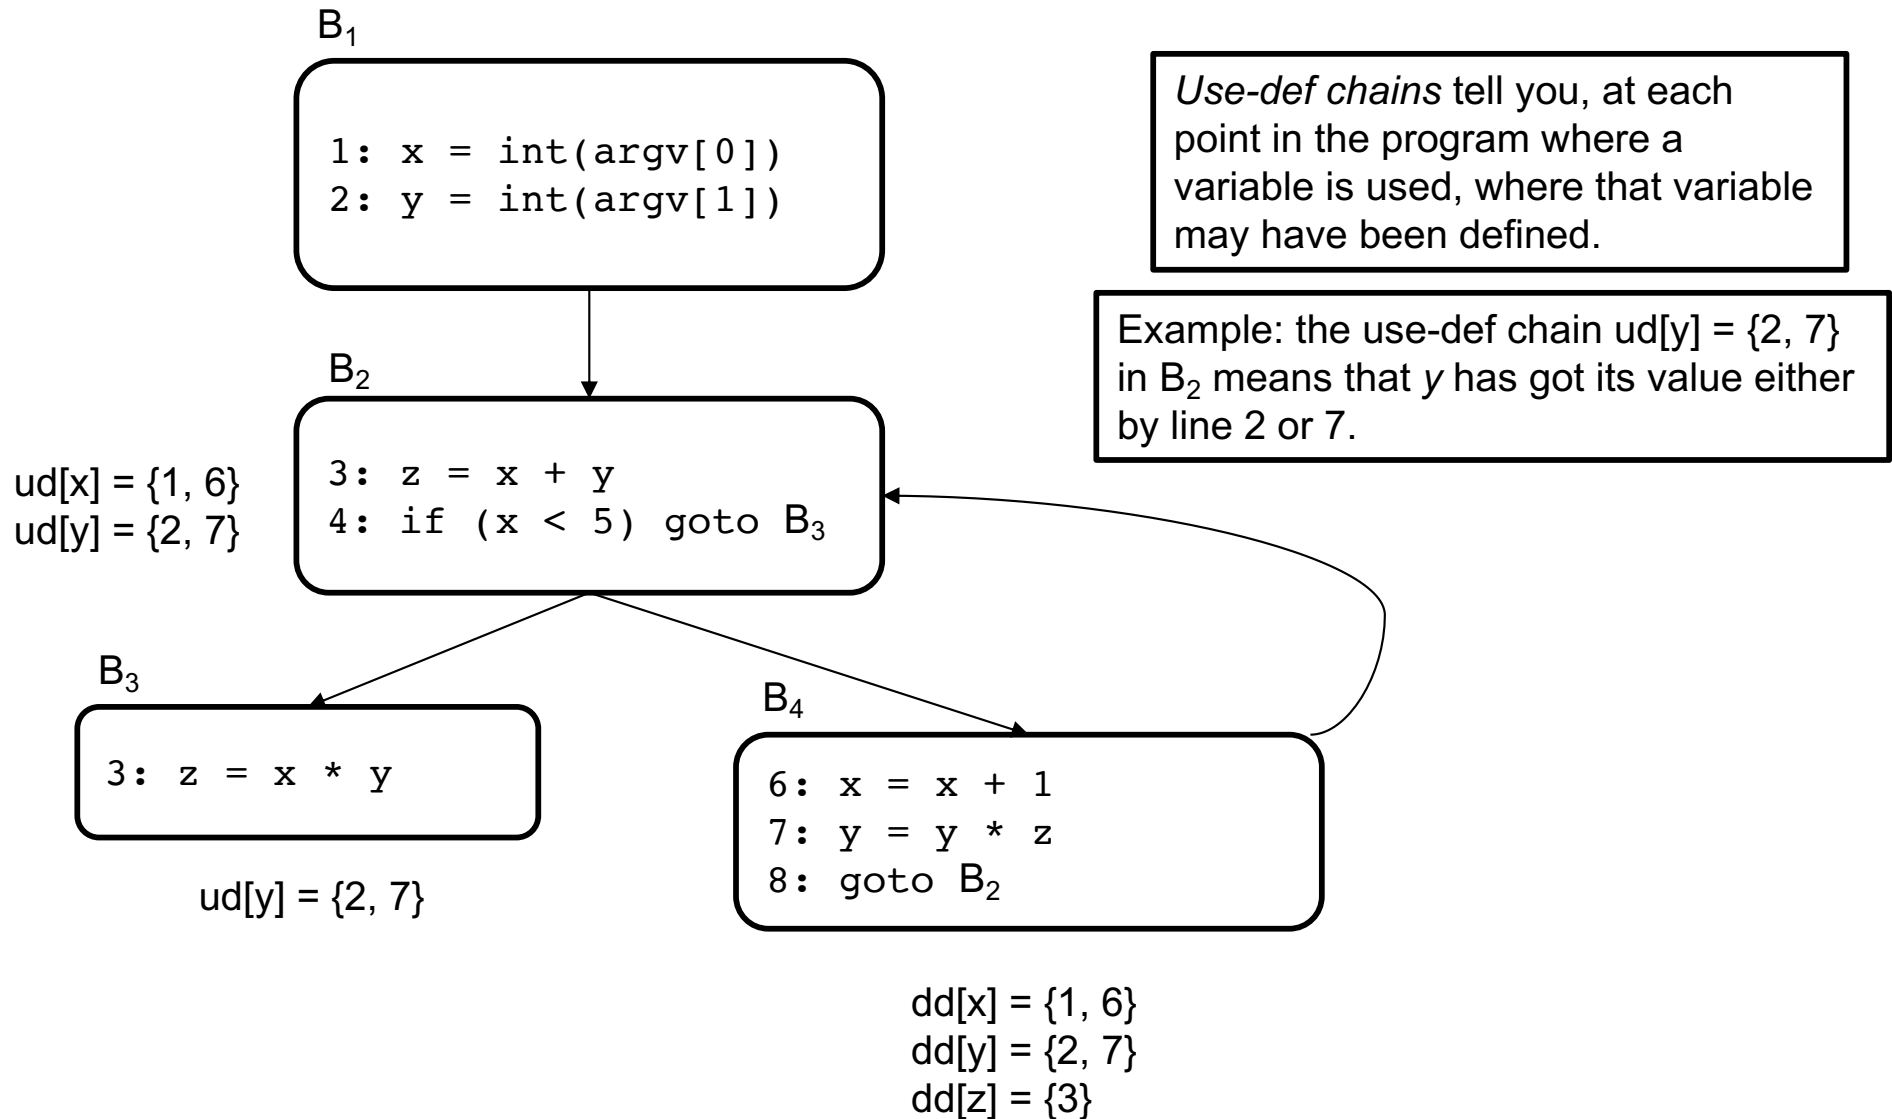 B₁
1: x = int(argv[0])
2: y = int(argv[1])
Use-def chains tell you, at each
point in the program where a
variable is used, where that variable
may have been defined.
Example: the use-def chain ud[y] = {2, 7}
in B₂ means that y has got its value either
by line 2 or 7.
B₂
3: z = x + y
4: if (x < 5) goto B₃
ud[x] = {1, 6}
ud[y] = {2, 7}
B₃
3: z = x * y
ud[y] = {2, 7}
B₄
6: x = x + 1
7: y = y * z
8: goto B₂
dd[x] = {1, 6}
dd[y] = {2, 7}
dd[z] = {3}